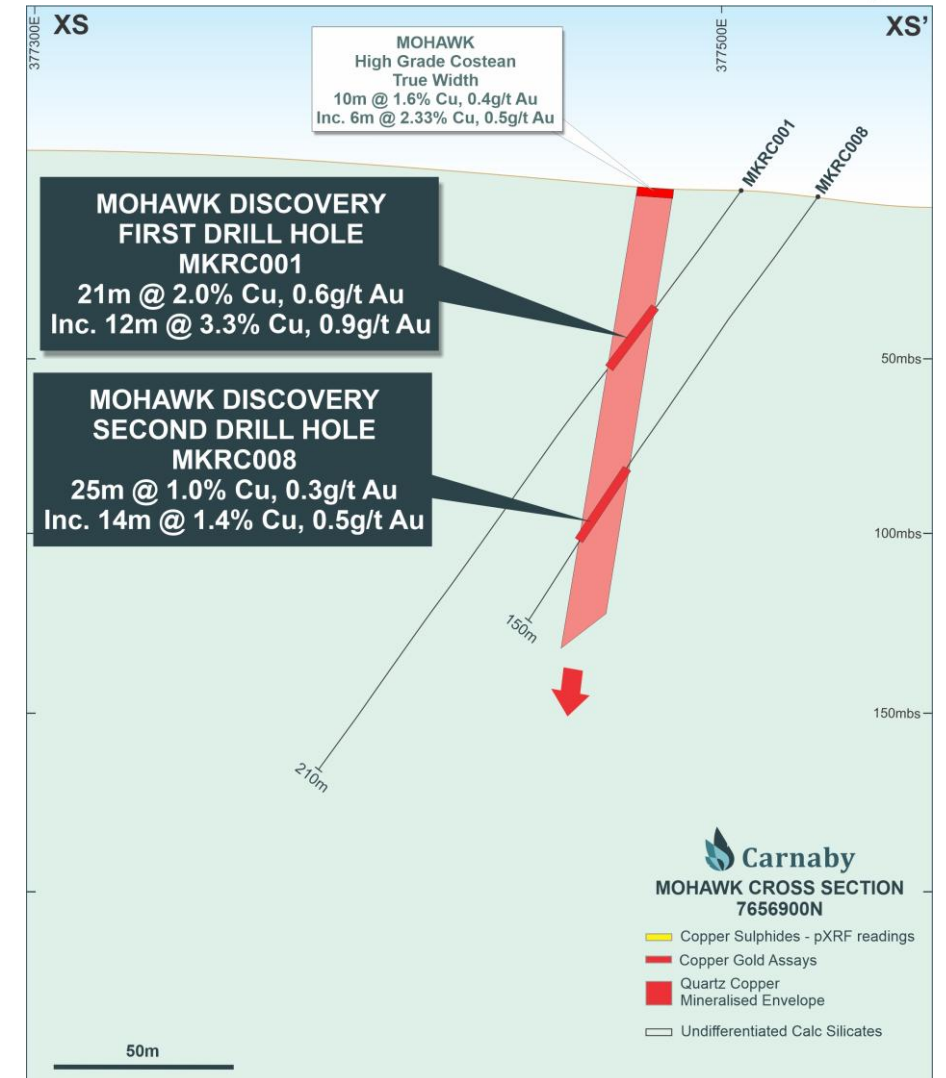 377300E
XS
377500E
XS'
MOHAWK
High Grade Costean
True Width
10m @ 1.6% Cu, 0.4g/t Au
Inc. 6m @ 2.33% Cu, 0.5g/t Au
MKRC001
MKRC008
MOHAWK DISCOVERY
FIRST DRILL HOLE
MKRC001
21m @ 2.0% Cu, 0.6g/t Au
Inc. 12m @ 3.3% Cu, 0.9g/t Au
50mbs
MOHAWK DISCOVERY
SECOND DRILL HOLE
MKRC008
25m @ 1.0% Cu, 0.3g/t Au
Inc. 14m @ 1.4% Cu, 0.5g/t Au
100mbs
150m
150mbs
210m
Carnaby
MOHAWK CROSS SECTION
7656900N
Copper Sulphides - pXRF readings
Copper Gold Assays
Quartz Copper
Mineralised Envelope
Undifferentiated Calc Silicates
50m